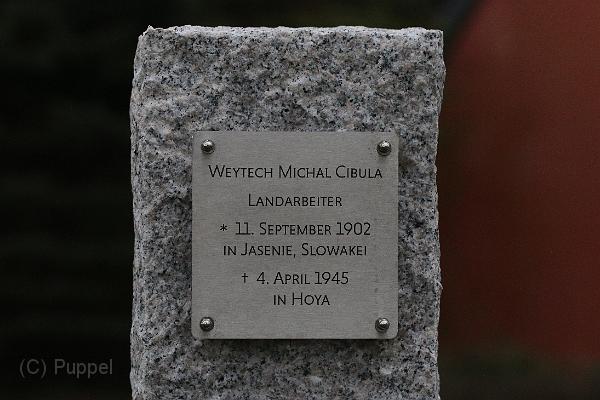 Weytech Michal Cibula
Landarbeiter
* 11. September 1902
in Jasenie, Slowakei
† 4. April 1945
in Hoya
(C) Puppel